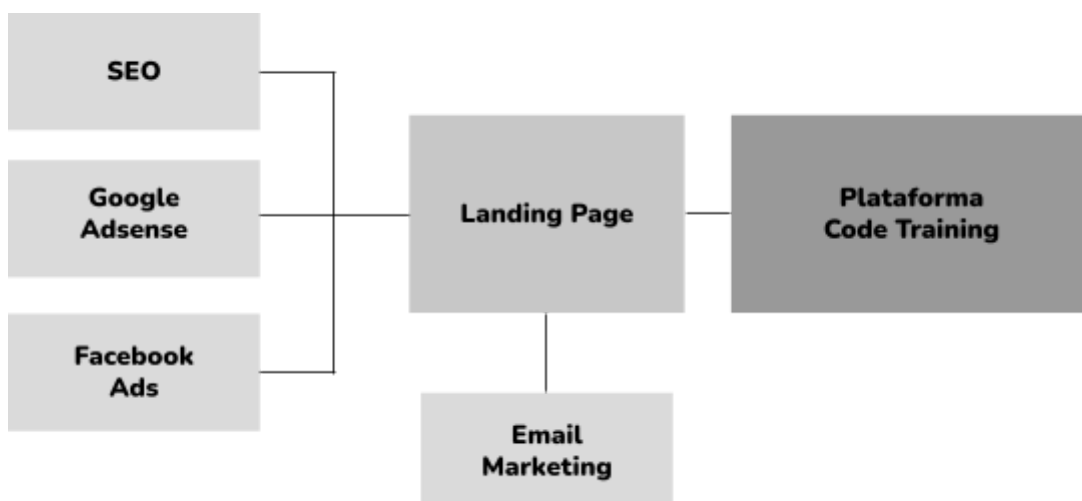 SEO
Google
Adsense
Facebook
Ads
Landing Page
Email
Marketing
Plataforma
Code Training